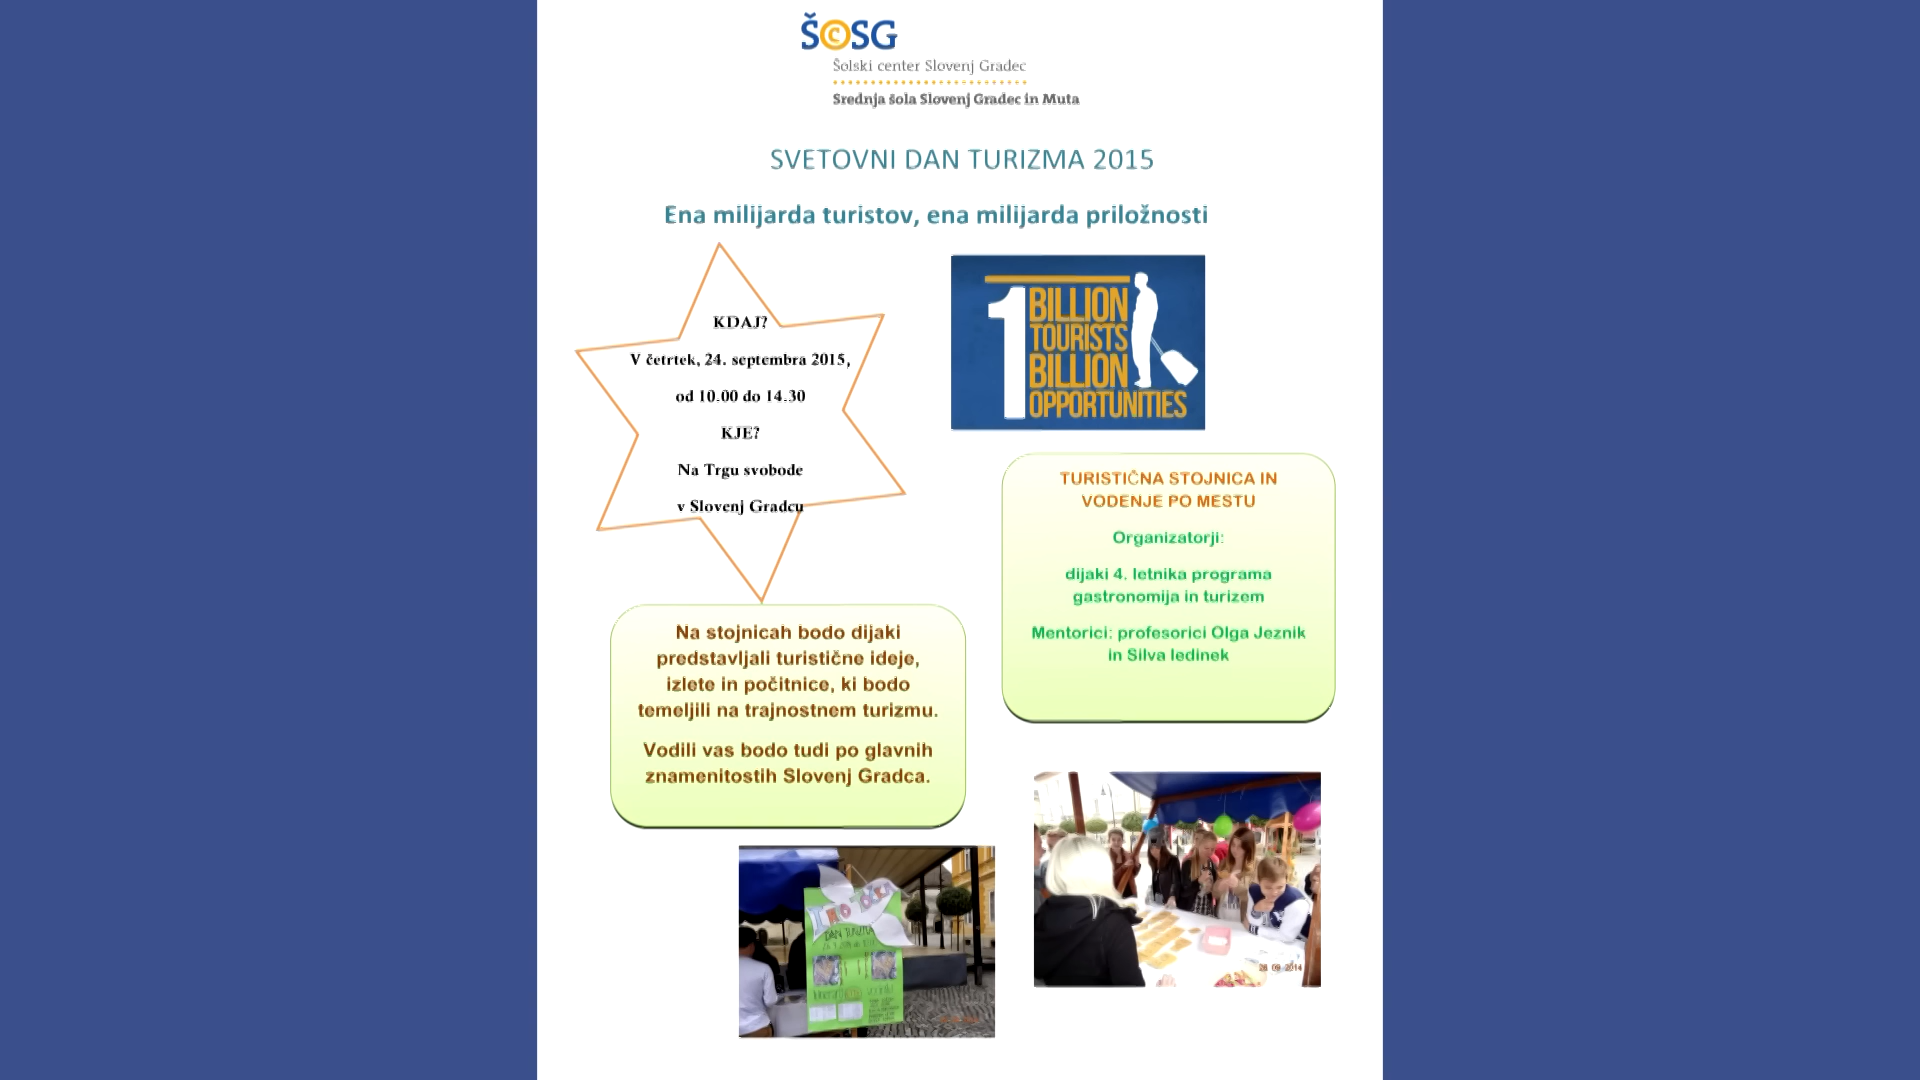 ŠCSG
Šolski center Slovenj Gradec
Srednja šola Slovenj Gradec in Muta
SVETOVNI DAN TURIZMA 2015
Ena milijarda turistov, ena milijarda priložnosti
KDAJ?
V četrtek, 24. septembra 2015,
od 10.00 do 14.30
KJE?
Na Trgu svobode
v Slovenj Gradcu
1 BILLION
TOURISTS
BILLION
OPPORTUNITIES
TURISTIČNA STOJNICA IN
VODENJE PO MESTU
Organizatorji:
dijaki 4. letnika programa
gastronomija in turizem
Mentorici: profesorici Olga Jeznik
in Silva Iedinek
Na stojnicah bodo dijaki
predstavljali turistične ideje,
izlete in počitnice, ki bodo
temeljili na trajnostnem turizmu.
Vodili vas bodo tudi po glavnih
znamenitostih Slovenj Gradca.
DAN TURIZMA
28 09 2014